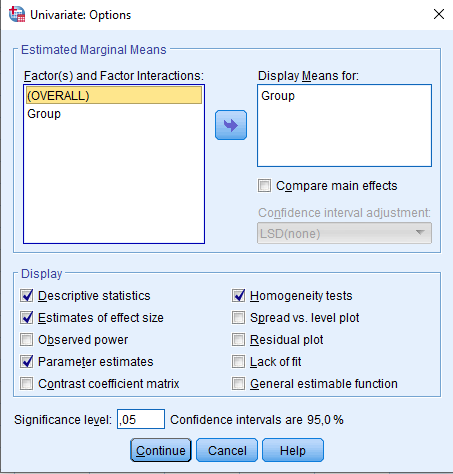 Univariate: Options
Estimated Marginal Means
Factor(s) and Factor Interactions:
(OVERALL)
Group
Display Means for:
Group
Compare main effects
Confidence interval adjustment:
LSD(none)
Display
Descriptive statistics
Homogeneity tests
Estimates of effect size
Spread vs. level plot
Observed power
Residual plot
Parameter estimates
Lack of fit
Contrast coefficient matrix
General estimable function
Significance level: ,05 Confidence intervals are 95,0 %
Continue Cancel Help